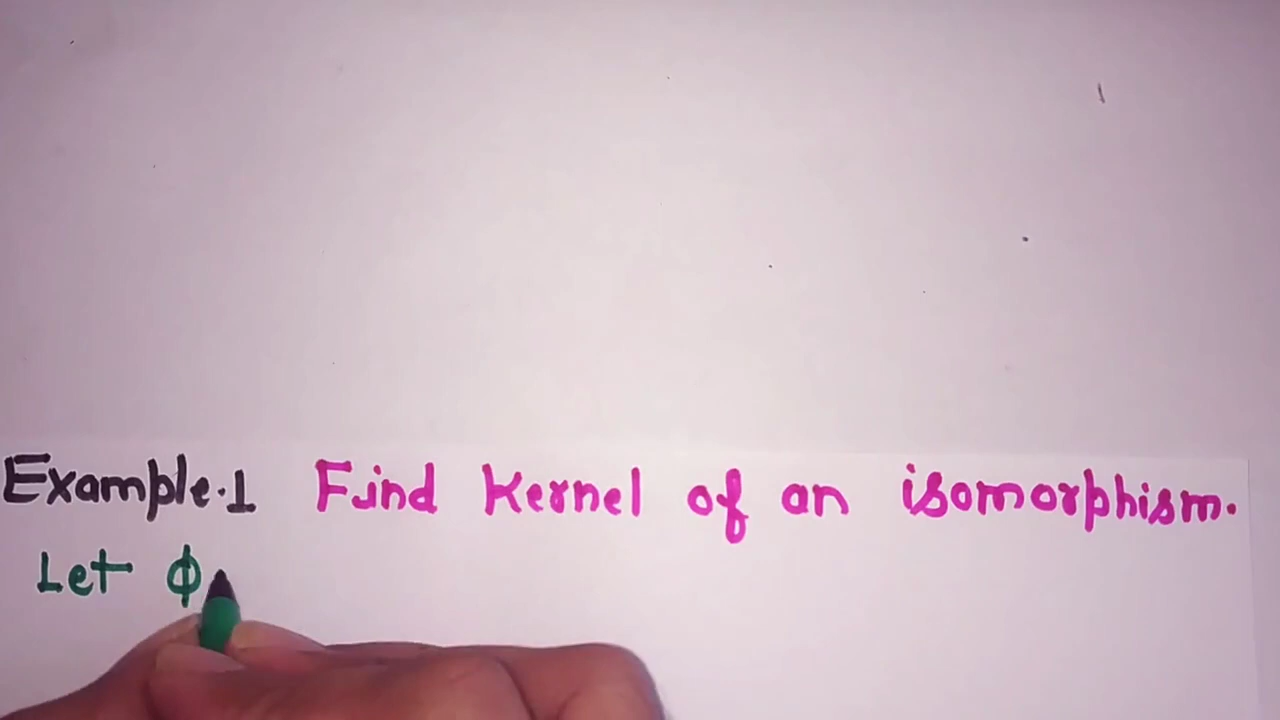 Example.1 Find Kernel of an isomorphism.
Let ϕ